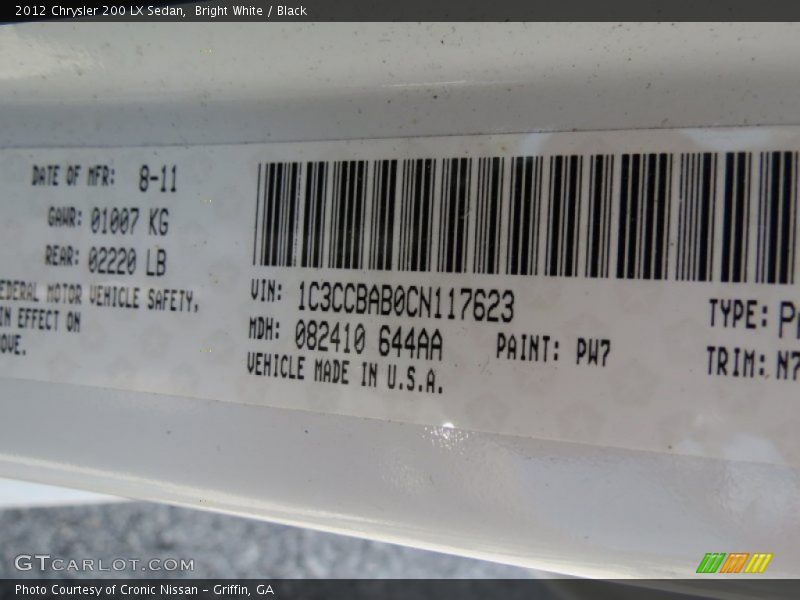 2012 Chrysler 200 LX Sedan, Bright White / Black
DATE OF MFR: 8-11
GAWR: 01007 KG
REAR: 02220 LB
FEDERAL MOTOR VEHICLE SAFETY,
IN EFFECT ON
VIN: 1C3CCBAB0CN117623
MDH: 082410 644AA
PAINT: PW7
VEHICLE MADE IN U.S.A.
TYPE:
TRIM: N7
GTCARLOT.COM
Photo Courtesy of Cronic Nissan – Griffin, GA